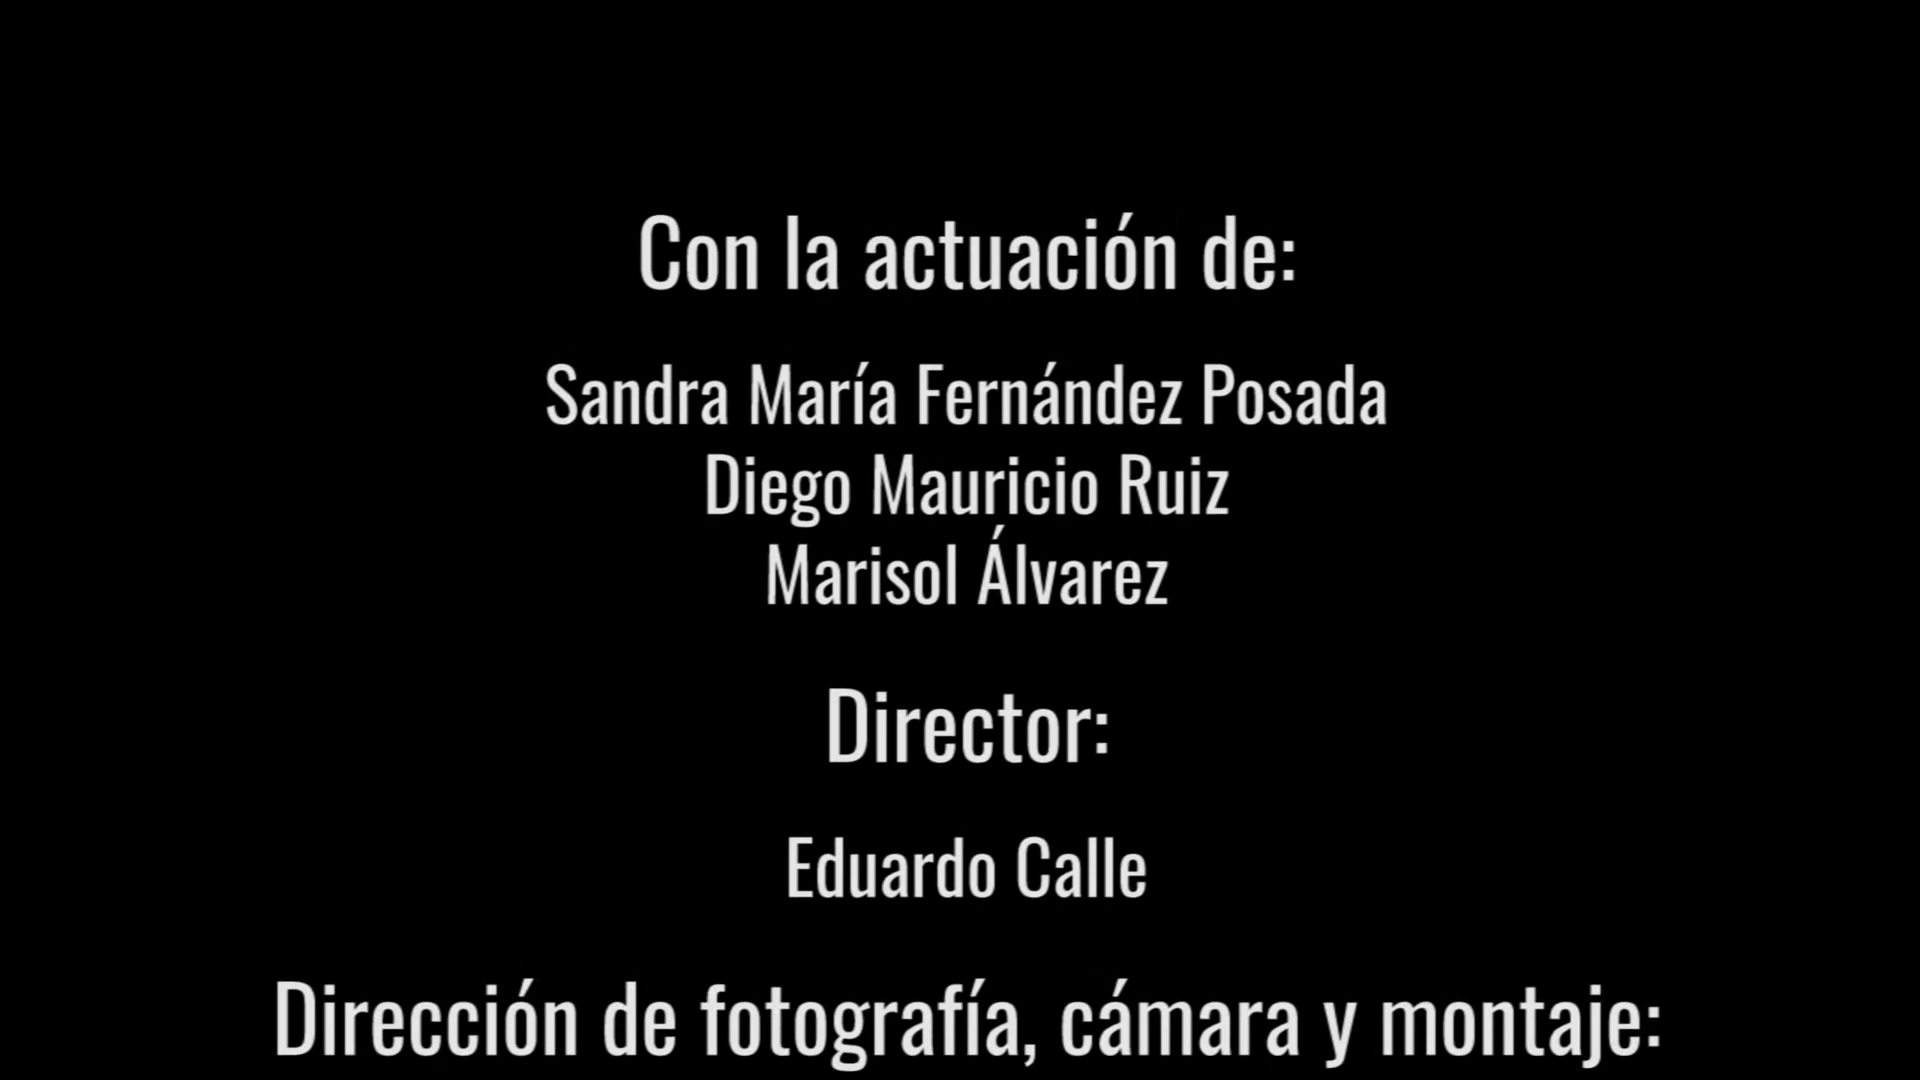 Con la actuación de:
Sandra María Fernández Posada
Diego Mauricio Ruiz
Marisol Álvarez
Director:
Eduardo Calle
Dirección de fotografía, cámara y montaje: